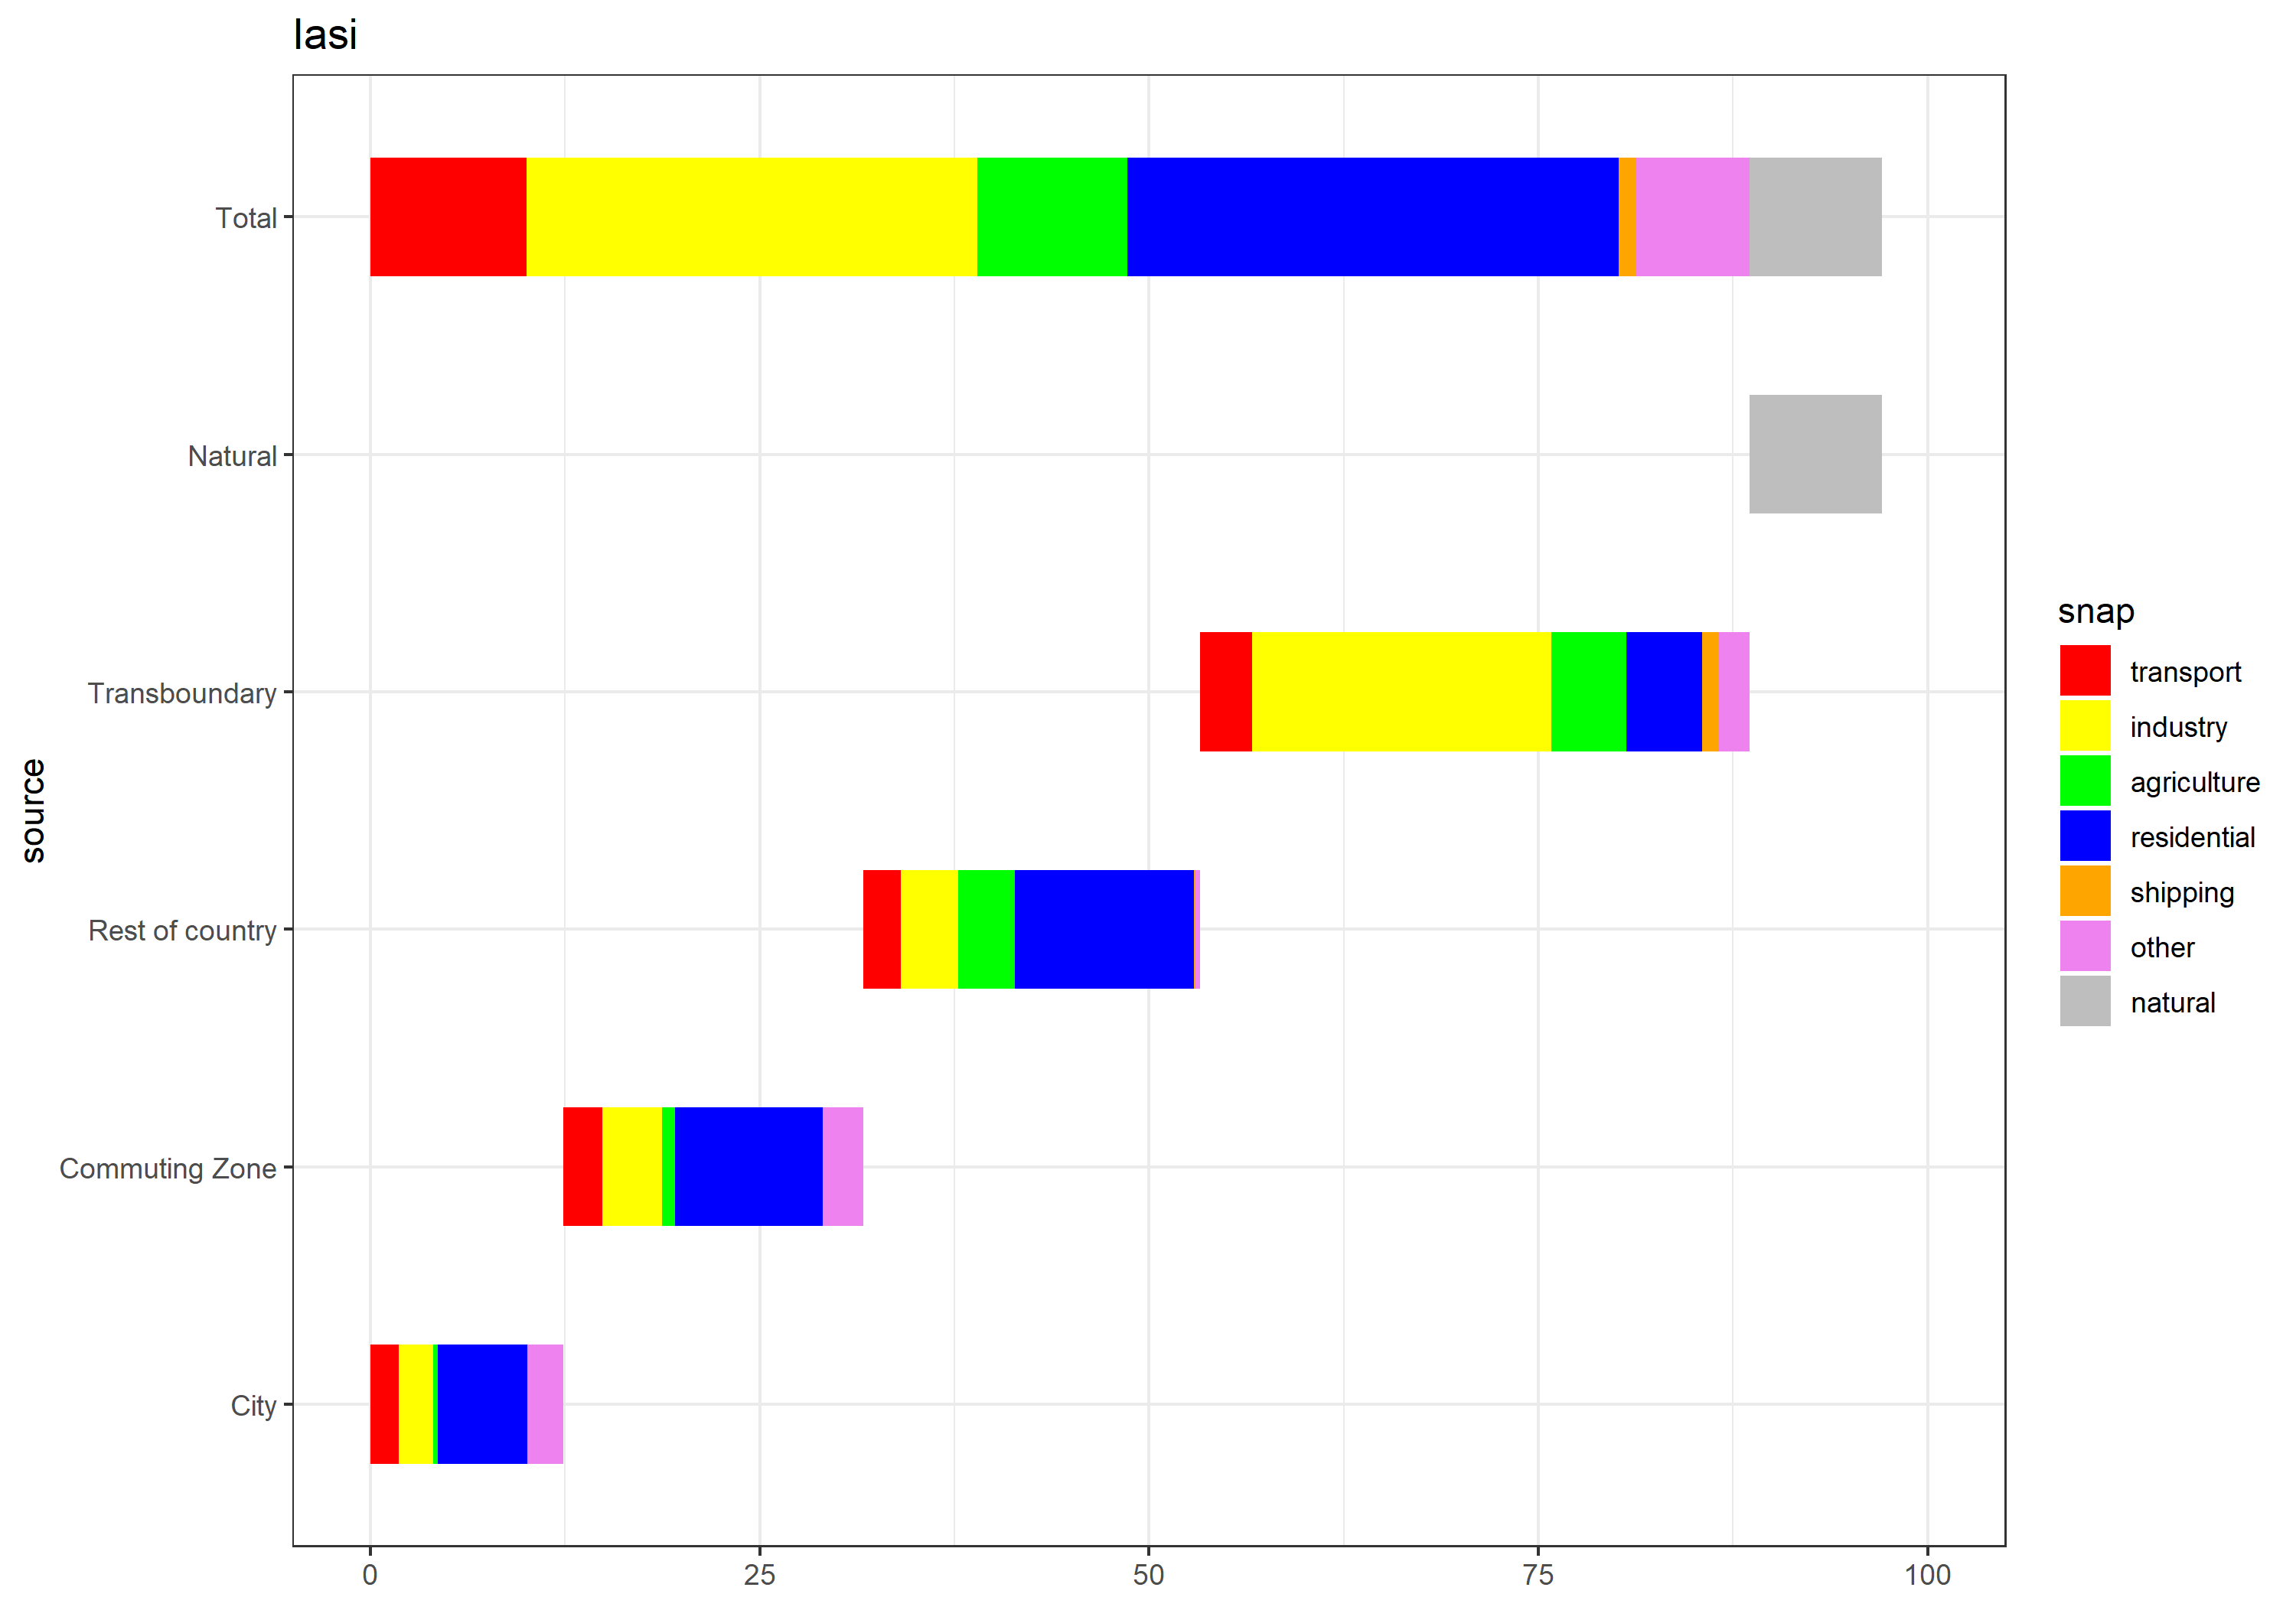 Iasi
Total
Natural
Transboundary
Rest of country
Commuting Zone
City
source
0 25 50 75 100
snap
transport
industry
agriculture
residential
shipping
other
natural